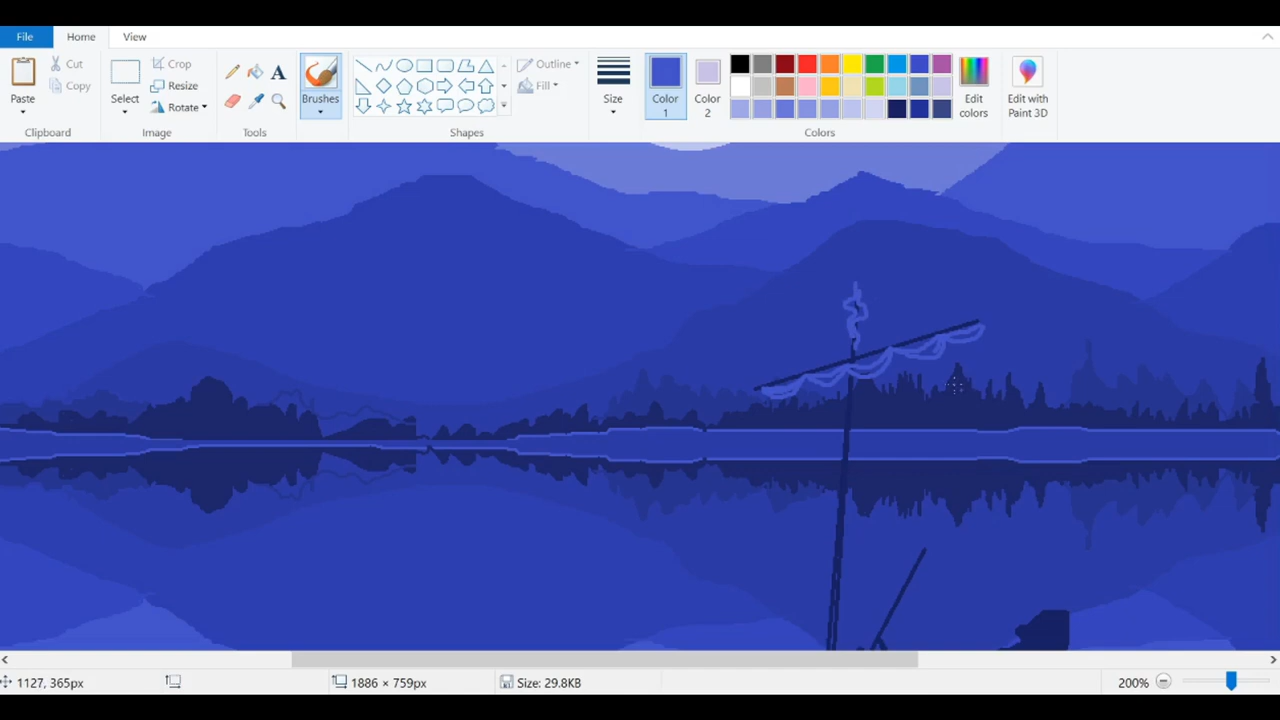 File Home View
Paste Cut Copy
Clipboard
Select Crop Resize Rotate
Image
Tools
Brushes
Outline Fill
Shapes
Size
Color 1
Color 2
Edit colors
Edit with Paint 3D
Colors
1127, 365px
1886 × 759px
Size: 29.8KB
200%